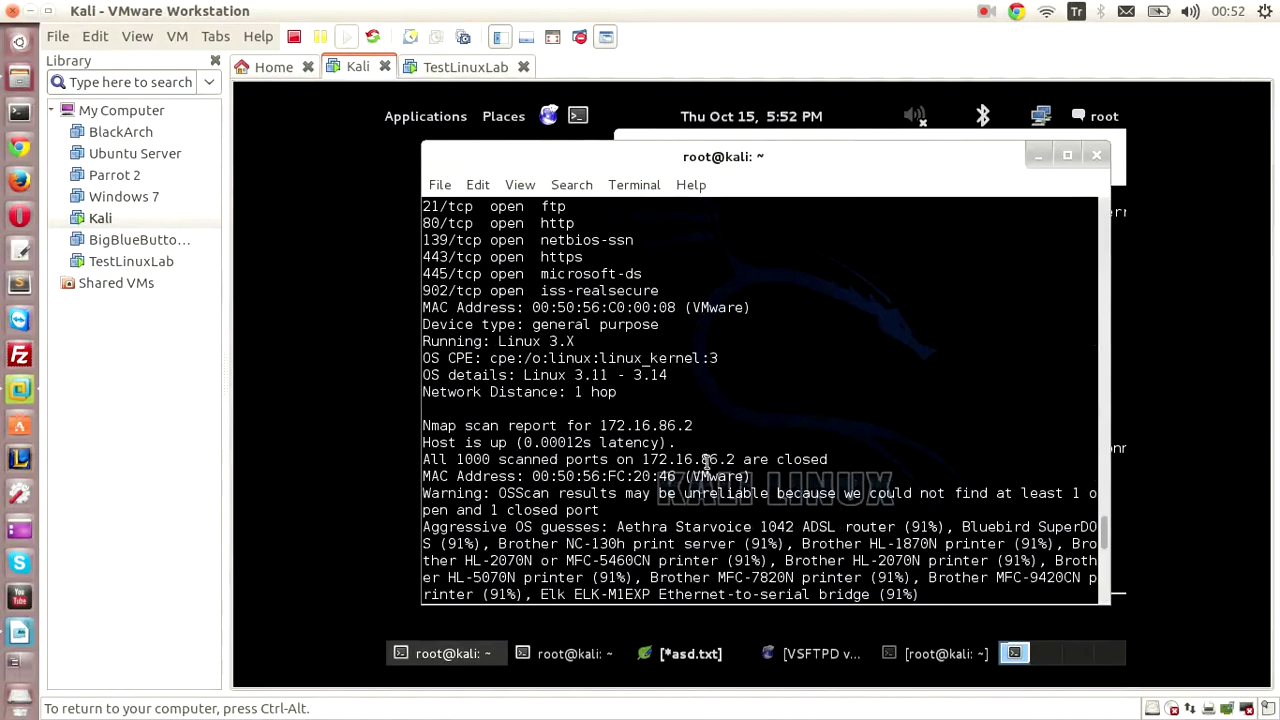 Kali - VMware Workstation
Tr
00:52
File Edit View VM Tabs Help
Library
Type here to search
My Computer
BlackArch
Ubuntu Server
Parrot 2
Windows 7
Kali
BigBlueButto...
TestLinuxLab
Shared VMs
Home
Kali
TestLinuxLab
Applications Places
Thu Oct 15, 5:52 PM
root
root@kali: ~
File Edit View Search Terminal Help
21/tcp open ftp
80/tcp open http
139/tcp open netbios-ssn
443/tcp open https
445/tcp open microsoft-ds
902/tcp open iss-realsecure
MAC Address: 00:50:56:C0:00:08 (VMware)
Device type: general purpose
Running: Linux 3.X
OS CPE: cpe:/o:linux:linux_kernel:3
OS details: Linux 3.11 - 3.14
Network Distance: 1 hop
Nmap scan report for 172.16.86.2
Host is up (0.00012s latency).
All 1000 scanned ports on 172.16.86.2 are closed
MAC Address: 00:50:56:FC:20:46 (VMware)
Warning: OSScan results may be unreliable because we could not find at least 1 o
pen and 1 closed port
Aggressive OS guesses: Aethra Starvoice 1042 ADSL router (91%), Bluebird SuperDO
S (91%), Brother NC-130h print server (91%), Brother HL-1870N printer (91%), Bro
ther HL-2070N or MFC-5460CN printer (91%), Brother HL-2070N printer (91%), Broth
er HL-5070N printer (91%), Brother MFC-7820N printer (91%), Brother MFC-9420CN p
rinter (91%), Elk ELK-M1EXP Ethernet-to-serial bridge (91%)
KALI LINUX
root@kali: ~
root@kali: ~
[*asd.txt]
[VSFTPD v...
[root@kali: ~]
You Tube
To return to your computer, press Ctrl-Alt.